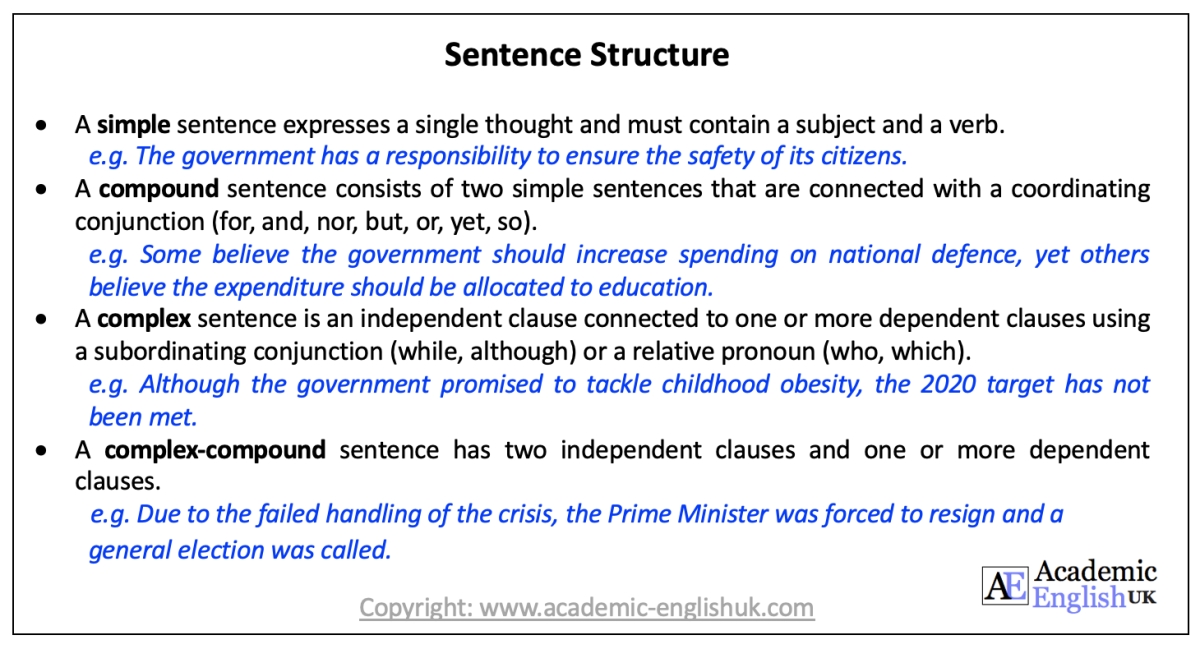 Sentence Structure
• A simple sentence expresses a single thought and must contain a subject and a verb.
e.g. The government has a responsibility to ensure the safety of its citizens.
• A compound sentence consists of two simple sentences that are connected with a coordinating
conjunction (for, and, nor, but, or, yet, so).
e.g. Some believe the government should increase spending on national defence, yet others
believe the expenditure should be allocated to education.
• A complex sentence is an independent clause connected to one or more dependent clauses using
a subordinating conjunction (while, although) or a relative pronoun (who, which).
e.g. Although the government promised to tackle childhood obesity, the 2020 target has not
been met.
• A complex-compound sentence has two independent clauses and one or more dependent
clauses.
e.g. Due to the failed handling of the crisis, the Prime Minister was forced to resign and a
general election was called.
Copyright: www.academic-englishuk.com
AE Academic
English UK